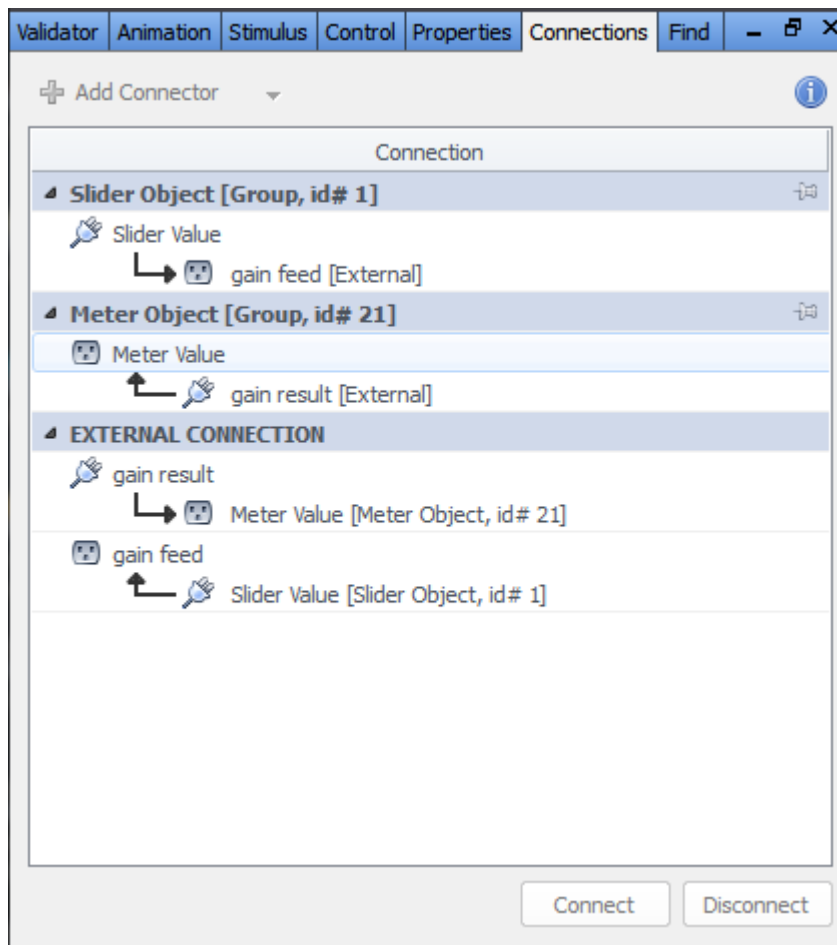 Validator Animation Stimulus Control Properties Connections Find
Add Connector
Connection
Slider Object [Group, id# 1]
Slider Value
gain feed [External]
Meter Object [Group, id# 21]
Meter Value
gain result [External]
EXTERNAL CONNECTION
gain result
Meter Value [Meter Object, id# 21]
gain feed
Slider Value [Slider Object, id# 1]
Connect Disconnect